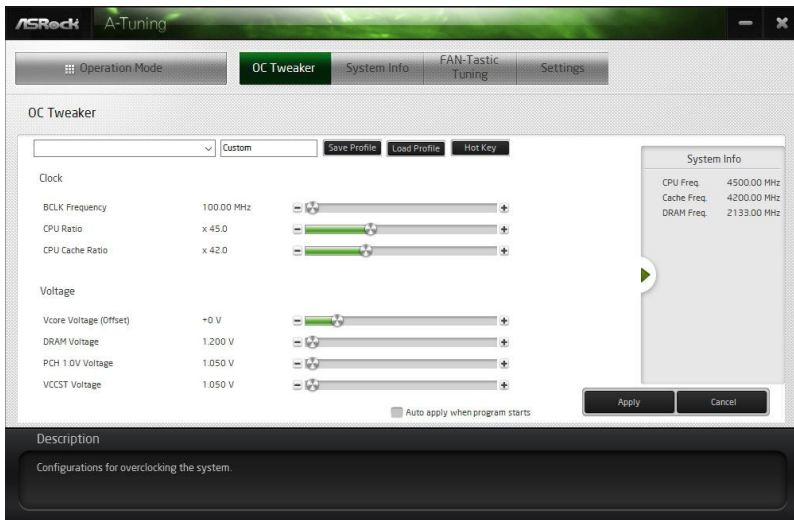 ASRock A-Tuning
Operation Mode
OC Tweaker
System Info
FAN-Tastic
Tuning
Settings
OC Tweaker
Custom
Save Profile
Load Profile
Hot Key
Clock
BCLK Frequency 100.00 MHz
CPU Ratio x 45.0
CPU Cache Ratio x 42.0
Voltage
Vcore Voltage (Offset) +0 V
DRAM Voltage 1.200 V
PCH 1.0V Voltage 1.050 V
VCCST Voltage 1.050 V
Auto apply when program starts
System Info
CPU Freq. 4500.00 MHz
Cache Freq. 4200.00 MHz
DRAM Freq. 2133.00 MHz
Apply
Cancel
Description
Configurations for overclocking the system.